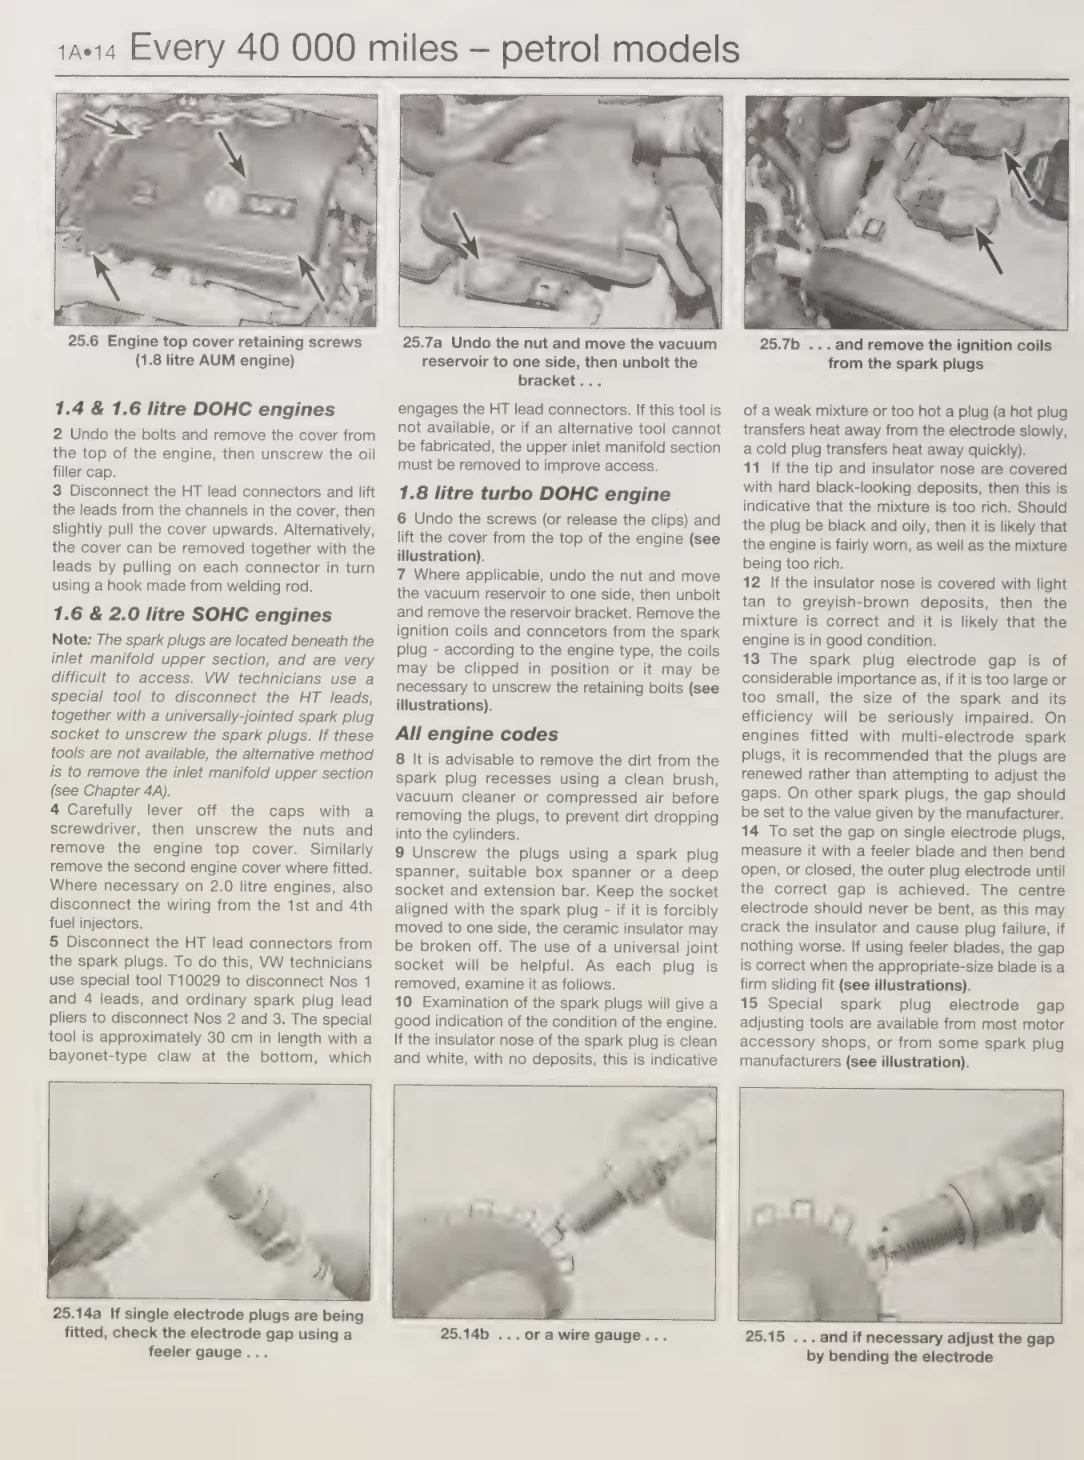 1A•14 Every 40 000 miles – petrol models
25.6 Engine top cover retaining screws
(1.8 litre AUM engine)
25.7a Undo the nut and move the vacuum
reservoir to one side, then unbolt the
bracket . . .
25.7b . . . and remove the ignition coils
from the spark plugs
1.4 & 1.6 litre DOHC engines
2 Undo the bolts and remove the cover from
the top of the engine, then unscrew the oil
filler cap.
3 Disconnect the HT lead connectors and lift
the leads from the channels in the cover, then
slightly pull the cover upwards. Alternatively,
the cover can be removed together with the
leads by pulling on each connector in turn
using a hook made from welding rod.
1.6 & 2.0 litre SOHC engines
Note: The spark plugs are located beneath the
inlet manifold upper section, and are very
difficult to access. VW technicians use a
special tool to disconnect the HT leads,
together with a universally-jointed spark plug
socket to unscrew the spark plugs. If these
tools are not available, the alternative method
is to remove the inlet manifold upper section
(see Chapter 4A).
4 Carefully lever off the caps with a
screwdriver, then unscrew the nuts and
remove the engine top cover. Similarly
remove the second engine cover where fitted.
Where necessary on 2.0 litre engines, also
disconnect the wiring from the 1st and 4th
fuel injectors.
5 Disconnect the HT lead connectors from
the spark plugs. To do this, VW technicians
use special tool T10029 to disconnect Nos 1
and 4 leads, and ordinary spark plug lead
pliers to disconnect Nos 2 and 3. The special
tool is approximately 30 cm in length with a
bayonet-type claw at the bottom, which
engages the HT lead connectors. If this tool is
not available, or if an alternative tool cannot
be fabricated, the upper inlet manifold section
must be removed to improve access.
1.8 litre turbo DOHC engine
6 Undo the screws (or release the clips) and
lift the cover from the top of the engine (see
illustration).
7 Where applicable, undo the nut and move
the vacuum reservoir to one side, then unbolt
and remove the reservoir bracket. Remove the
ignition coils and conncetors from the spark
plug - according to the engine type, the coils
may be clipped in position or it may be
necessary to unscrew the retaining bolts (see
illustrations).
All engine codes
8 It is advisable to remove the dirt from the
spark plug recesses using a clean brush,
vacuum cleaner or compressed air before
removing the plugs, to prevent dirt dropping
into the cylinders.
9 Unscrew the plugs using a spark plug
spanner, suitable box spanner or a deep
socket and extension bar. Keep the socket
aligned with the spark plug - if it is forcibly
moved to one side, the ceramic insulator may
be broken off. The use of a universal joint
socket will be helpful. As each plug is
removed, examine it as follows.
10 Examination of the spark plugs will give a
good indication of the condition of the engine.
If the insulator nose of the spark plug is clean
and white, with no deposits, this is indicative
of a weak mixture or too hot a plug (a hot plug
transfers heat away from the electrode slowly,
a cold plug transfers heat away quickly).
11 If the tip and insulator nose are covered
with hard black-looking deposits, then this is
indicative that the mixture is too rich. Should
the plug be black and oily, then it is likely that
the engine is fairly worn, as well as the mixture
being too rich.
12 If the insulator nose is covered with light
tan to greyish-brown deposits, then the
mixture is correct and it is likely that the
engine is in good condition.
13 The spark plug electrode gap is of
considerable importance as, if it is too large or
too small, the size of the spark and its
efficiency will be seriously impaired. On
engines fitted with multi-electrode spark
plugs, it is recommended that the plugs are
renewed rather than attempting to adjust the
gaps. On other spark plugs, the gap should
be set to the value given by the manufacturer.
14 To set the gap on single electrode plugs,
measure it with a feeler blade and then bend
open, or closed, the outer plug electrode until
the correct gap is achieved. The centre
electrode should never be bent, as this may
crack the insulator and cause plug failure, if
nothing worse. If using feeler blades, the gap
is correct when the appropriate-size blade is a
firm sliding fit (see illustrations).
15 Special spark plug electrode gap
adjusting tools are available from most motor
accessory shops, or from some spark plug
manufacturers (see illustration).
25.14a If single electrode plugs are being
fitted, check the electrode gap using a
feeler gauge . . .
25.14b . . . or a wire gauge . . .
25.15 . . . and if necessary adjust the gap
by bending the electrode